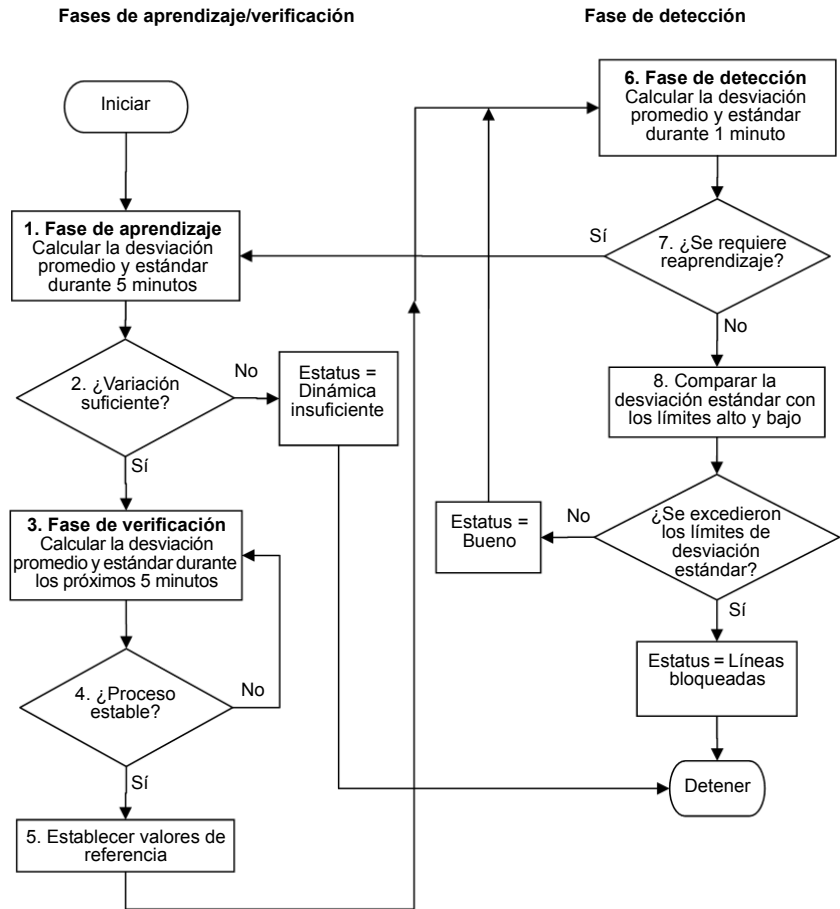 Fases de aprendizaje/verificación
Fase de detección
Iniciar
1. Fase de aprendizaje
Calcular la desviación
promedio y estándar
durante 5 minutos
2. ¿Variación
suficiente?
No
Estatus =
Dinámica
insuficiente
Sí
3. Fase de verificación
Calcular la desviación
promedio y estándar durante
los próximos 5 minutos
4. ¿Proceso
estable?
No
Sí
5. Establecer valores de
referencia
6. Fase de detección
Calcular la desviación
promedio y estándar
durante 1 minuto
Sí
7. ¿Se requiere
reaprendizaje?
No
8. Comparar la
desviación estándar con
los límites alto y bajo
¿Se excedieron
los límites de
desviación
estándar?
No
Estatus =
Bueno
Sí
Estatus = Líneas
bloqueadas
Detener